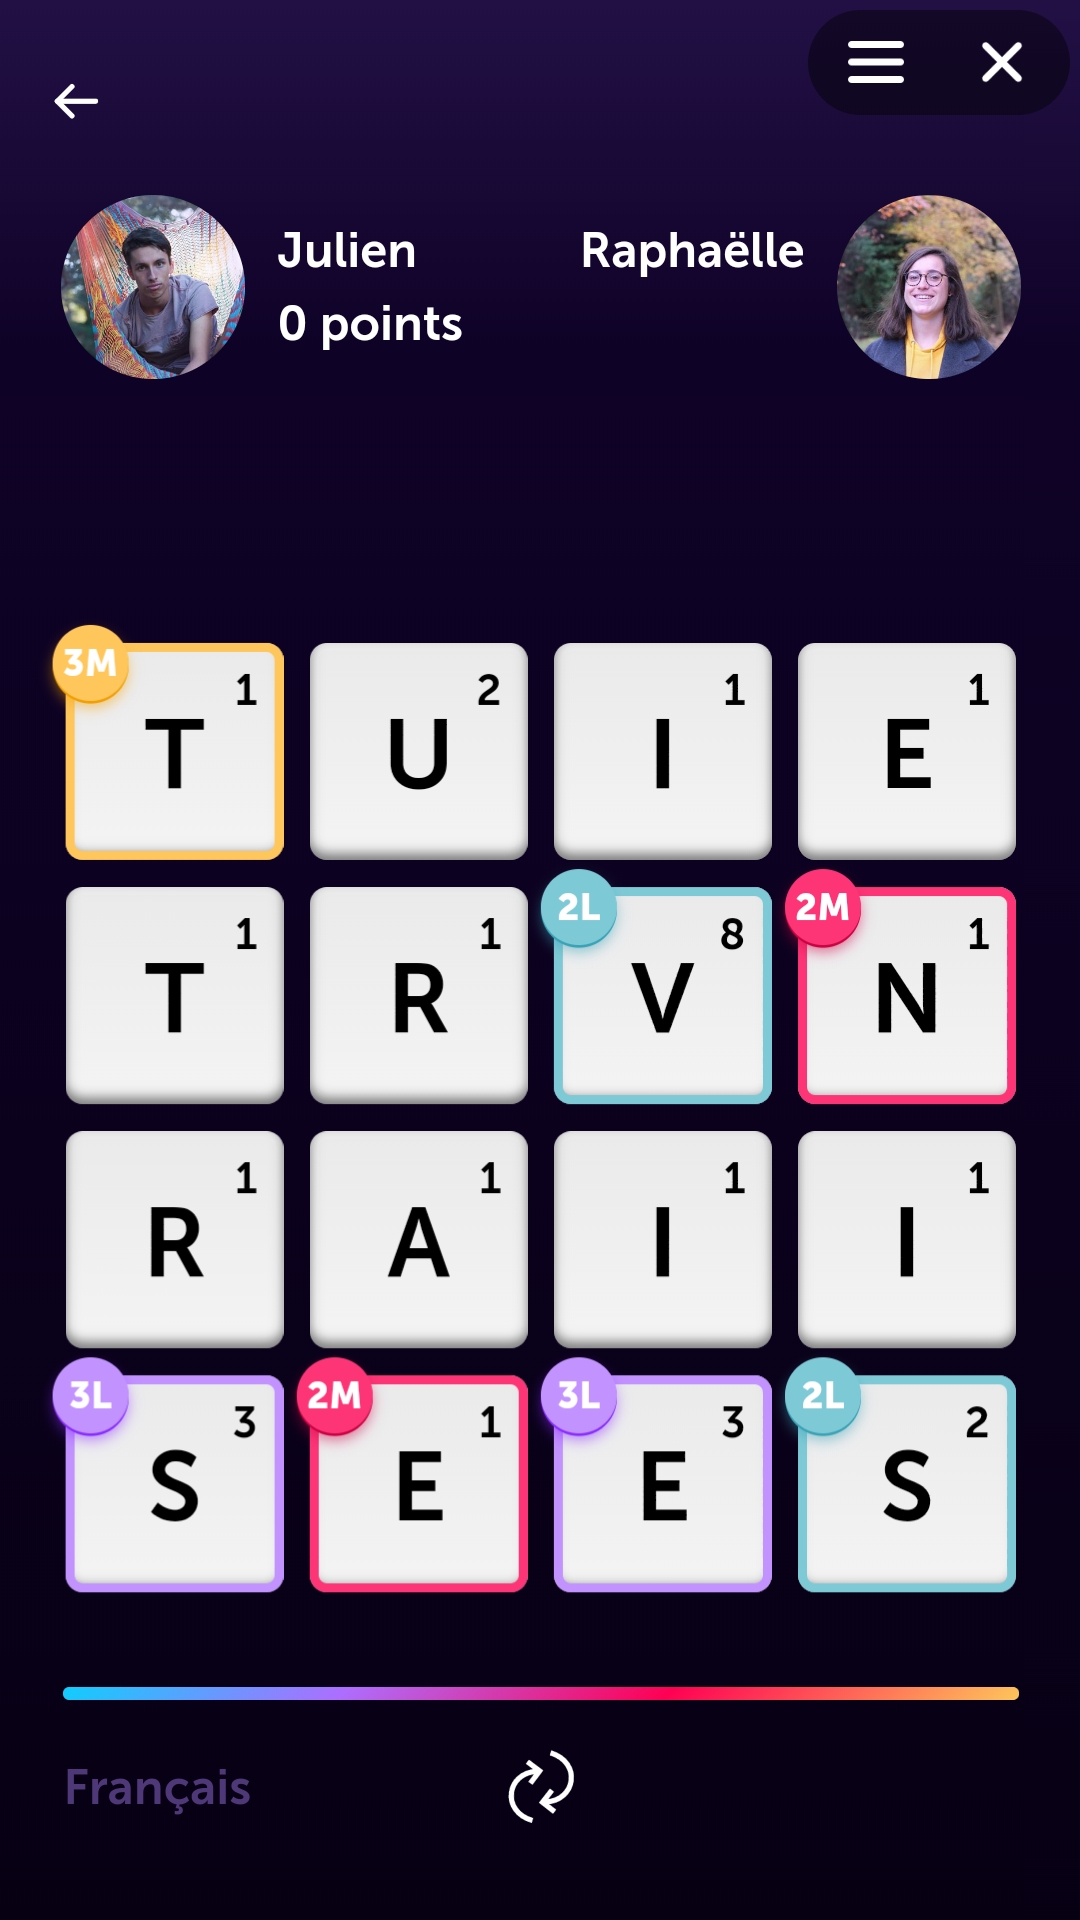 Julien
0 points
Raphaëlle
3M
T 1
U 2
I 1
E 1
T 1
R 1
2L
V 8
2M
N 1
R 1
A 1
I 1
I 1
3L
S 3
2M
E 1
3L
E 3
2L
S 2
Français